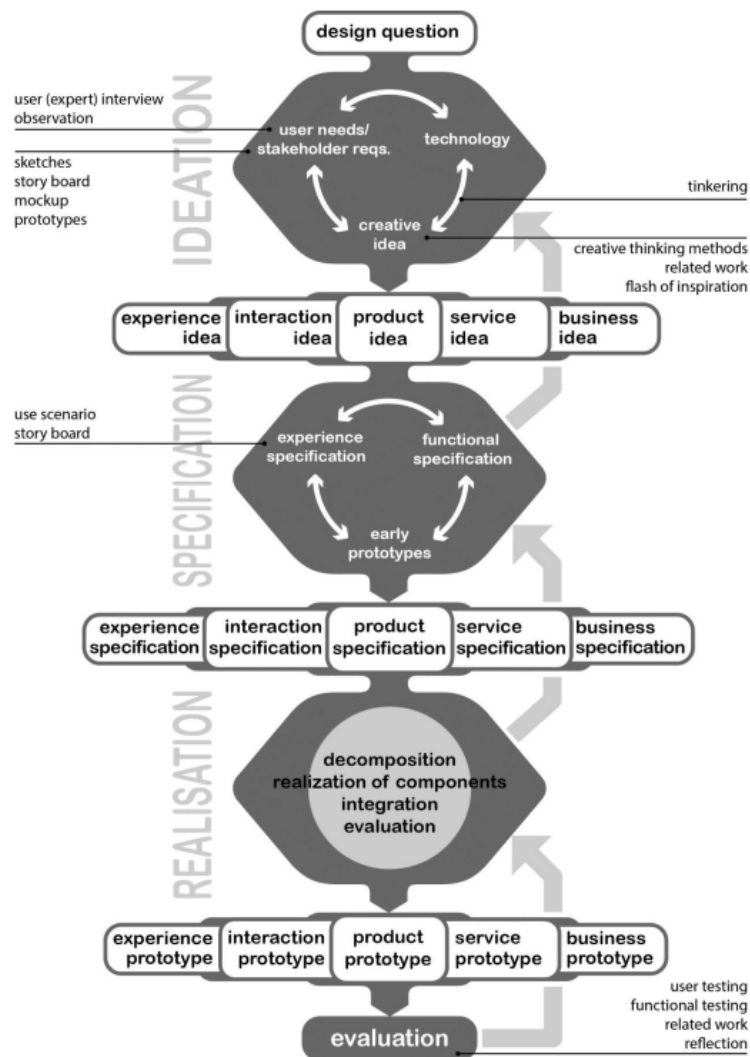 design question
IDEATION
user (expert) interview
observation
user needs/
stakeholder reqs.
technology
sketches
story board
mockup
prototypes
tinkering
creative
idea
creative thinking methods
related work
flash of inspiration
experience
idea
interaction
idea
product
idea
service
idea
business
idea
SPECIFICATION
use scenario
story board
experience
specification
functional
specification
early
prototypes
experience
specification
interaction
specification
product
specification
service
specification
business
specification
REALISATION
decomposition
realization of components
integration
evaluation
experience
prototype
interaction
prototype
product
prototype
service
prototype
business
prototype
evaluation
user testing
functional testing
related work
reflection